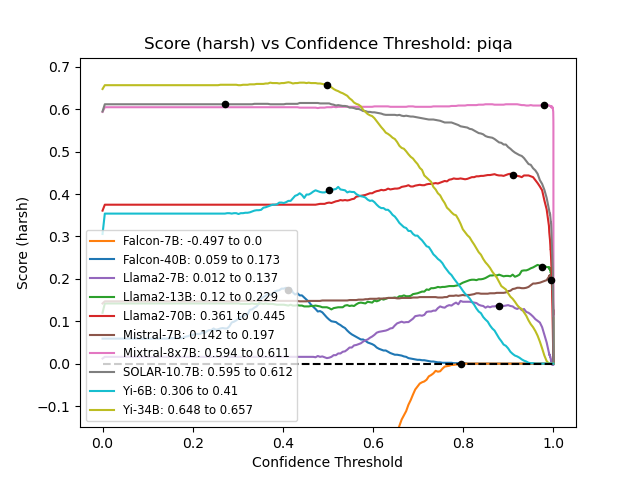 Score (harsh) vs Confidence Threshold: piqa
Score (harsh)
0.7
0.6
0.5
0.4
0.3
0.2
0.1
0.0
−0.1
Falcon-7B: -0.497 to 0.0
Falcon-40B: 0.059 to 0.173
Llama2-7B: 0.012 to 0.137
Llama2-13B: 0.12 to 0.229
Llama2-70B: 0.361 to 0.445
Mistral-7B: 0.142 to 0.197
Mixtral-8x7B: 0.594 to 0.611
SOLAR-10.7B: 0.595 to 0.612
Yi-6B: 0.306 to 0.41
Yi-34B: 0.648 to 0.657
0.0 0.2 0.4 0.6 0.8 1.0
Confidence Threshold